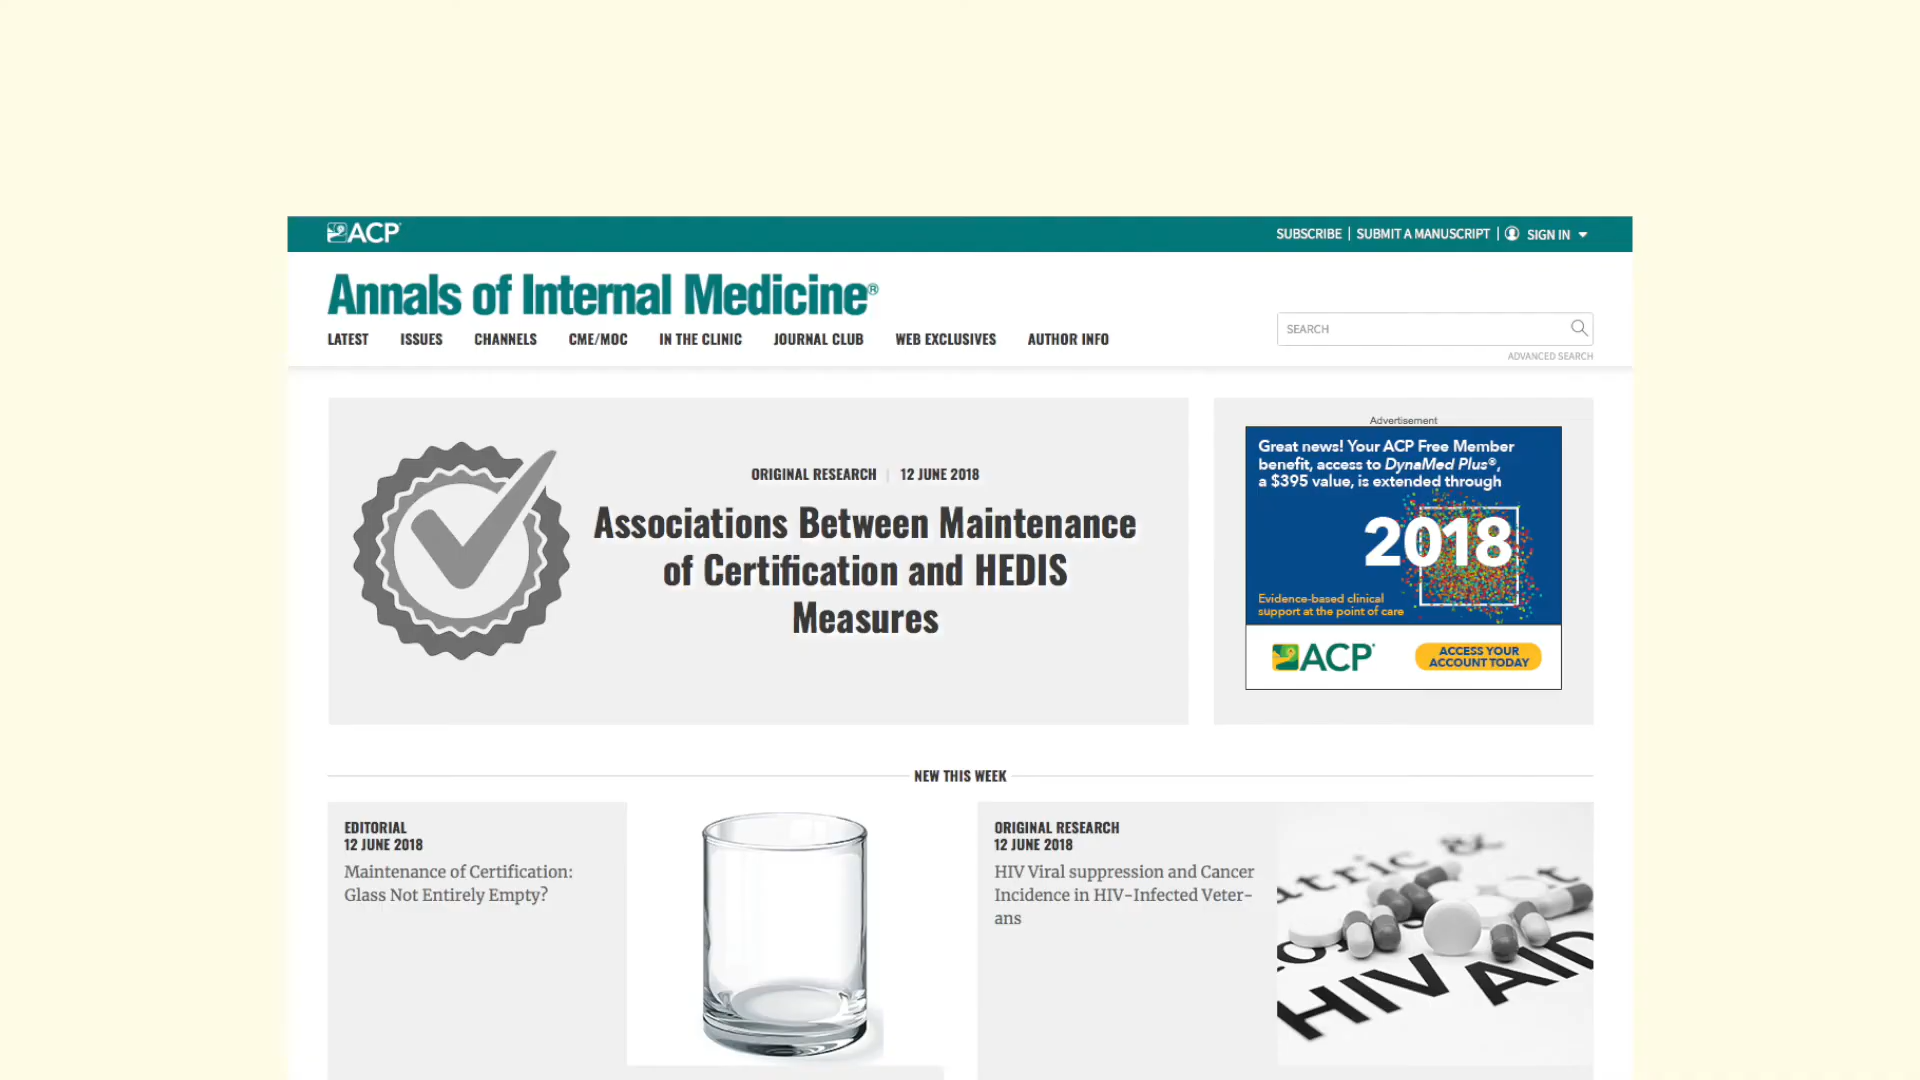 ACP
SUBSCRIBE | SUBMIT A MANUSCRIPT | SIGN IN
Annals of Internal Medicine®
LATEST ISSUES CHANNELS CME/MOC IN THE CLINIC JOURNAL CLUB WEB EXCLUSIVES AUTHOR INFO
SEARCH
ADVANCED SEARCH
ORIGINAL RESEARCH | 12 JUNE 2018
Associations Between Maintenance
of Certification and HEDIS
Measures
Advertisement
Great news! Your ACP Free Member
benefit, access to DynaMed Plus®,
a $395 value, is extended through
2018
Evidence-based clinical
support at the point of care
ACP
ACCESS YOUR
ACCOUNT TODAY
NEW THIS WEEK
EDITORIAL
12 JUNE 2018
Maintenance of Certification:
Glass Not Entirely Empty?
ORIGINAL RESEARCH
12 JUNE 2018
HIV Viral suppression and Cancer
Incidence in HIV-Infected Veter-
ans
HIV AID